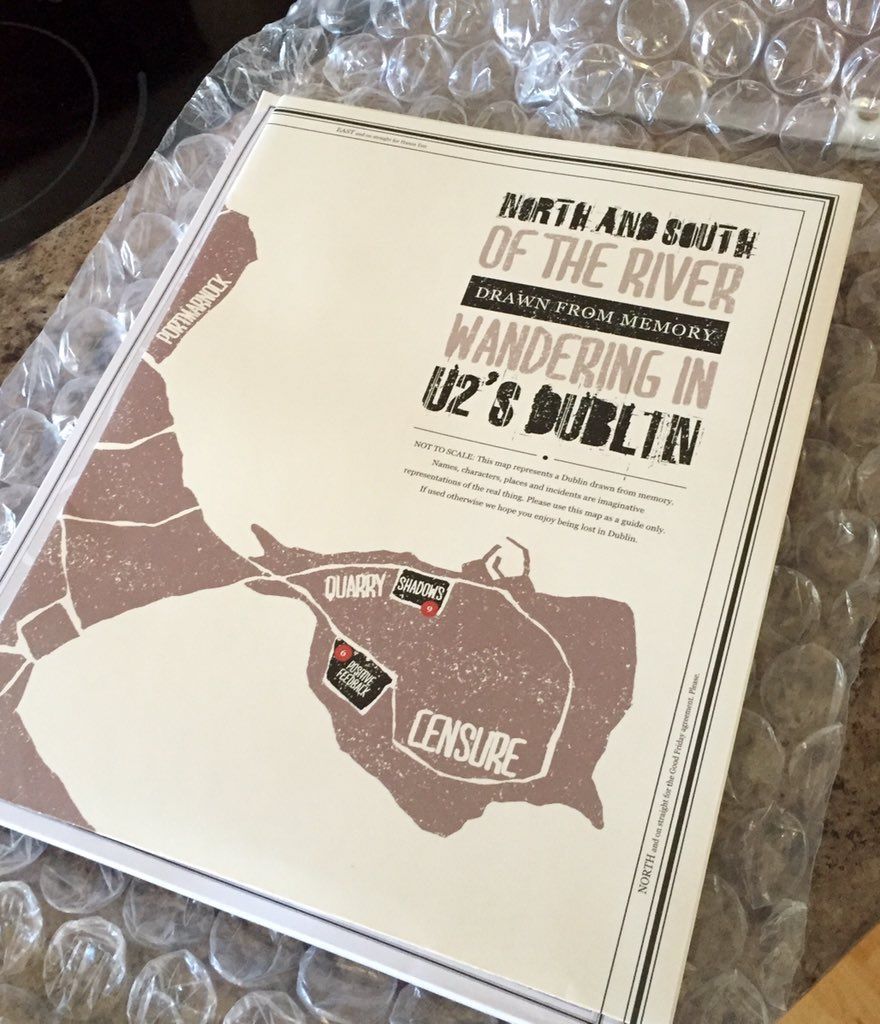 EAST and on straight for Hanoi
NORTH AND SOUTH
OF THE RIVER
DRAWN FROM MEMORY
WANDERING IN
U2'S DUBLIN
NOT TO SCALE: This map represents a Dublin drawn from memory.
Names, characters, places and incidents are imaginative
representations of the real thing. Please use this map as a guide only.
If used otherwise we hope you enjoy being lost in Dublin.
PORTMARNOCK
QUARRY
SHADOWS
9
6
POSITIVE
FEEDBACK
CENSURE
NORTH and on straight for the Good Friday agreement. Please.